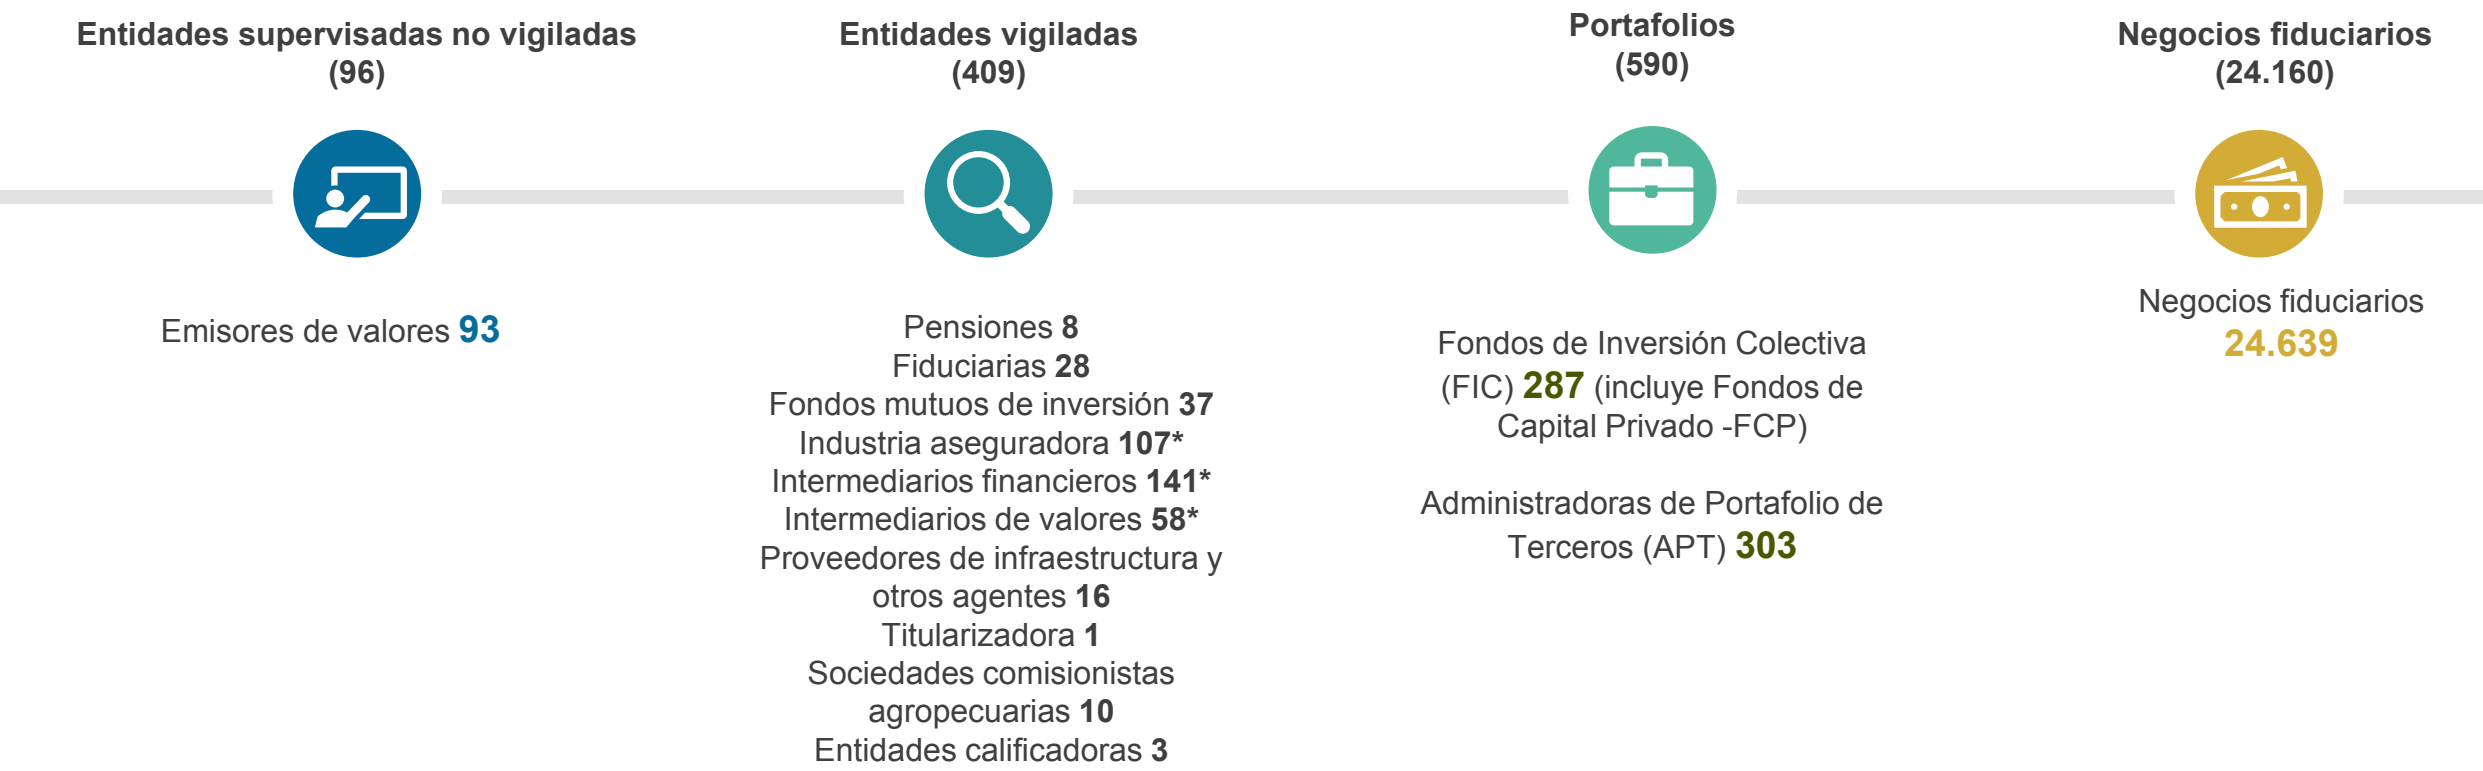 Entidades supervisadas no vigiladas
(96)
Emisores de valores 93
Entidades vigiladas
(409)
Pensiones 8
Fiduciarias 28
Fondos mutuos de inversión 37
Industria aseguradora 107*
Intermediarios financieros 141*
Intermediarios de valores 58*
Proveedores de infraestructura y
otros agentes 16
Titularizadora 1
Sociedades comisionistas
agropecuarias 10
Entidades calificadoras 3
Portafolios
(590)
Fondos de Inversión Colectiva
(FIC) 287 (incluye Fondos de
Capital Privado -FCP)
Administradoras de Portafolio de
Terceros (APT) 303
Negocios fiduciarios
(24.160)
Negocios fiduciarios
24.639